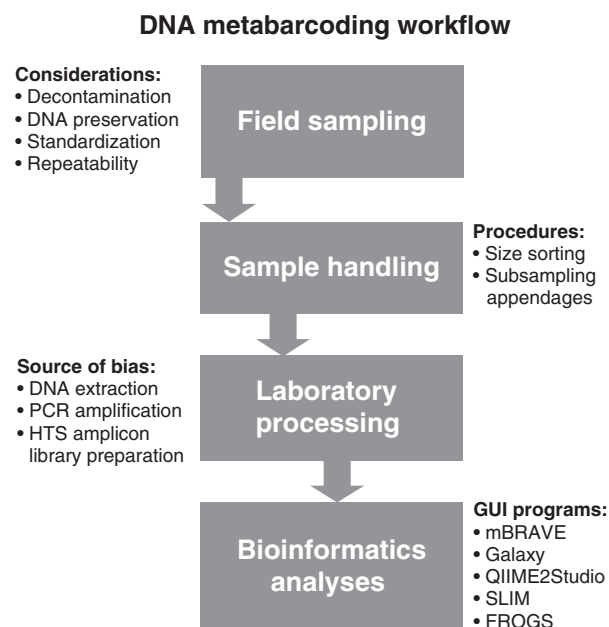 DNA metabarcoding workflow
Considerations:
• Decontamination
• DNA preservation
• Standardization
• Repeatability
Field sampling
Sample handling
Procedures:
• Size sorting
• Subsampling
appendages
Source of bias:
• DNA extraction
• PCR amplification
• HTS amplicon
library preparation
Laboratory
processing
Bioinformatics
analyses
GUI programs:
• mBRAVE
• Galaxy
• QIIME2Studio
• SLIM
• FROGS